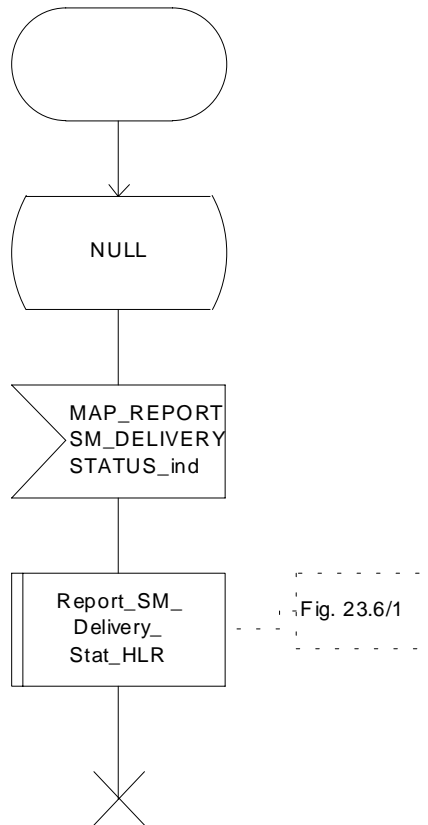 NULL
MAP_REPORT
SM_DELIVERY
STATUS_ind
Report_SM_
Delivery_
Stat_HLR
Fig. 23.6/1